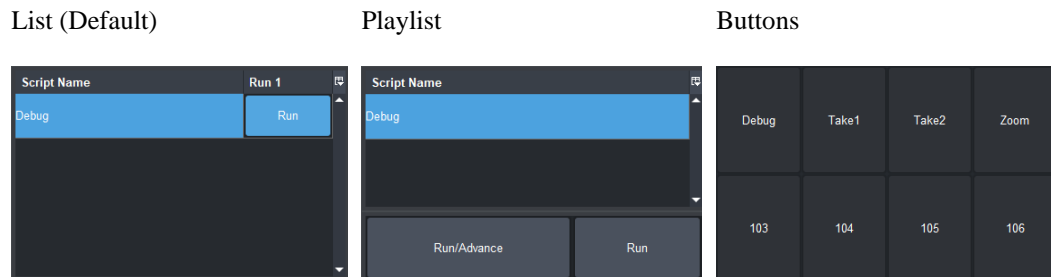 List (Default)
Playlist
Buttons
Script Name
Run 1
Debug
Run
Script Name
Debug
Run/Advance
Run
Debug
Take1
Take2
Zoom
103
104
105
106